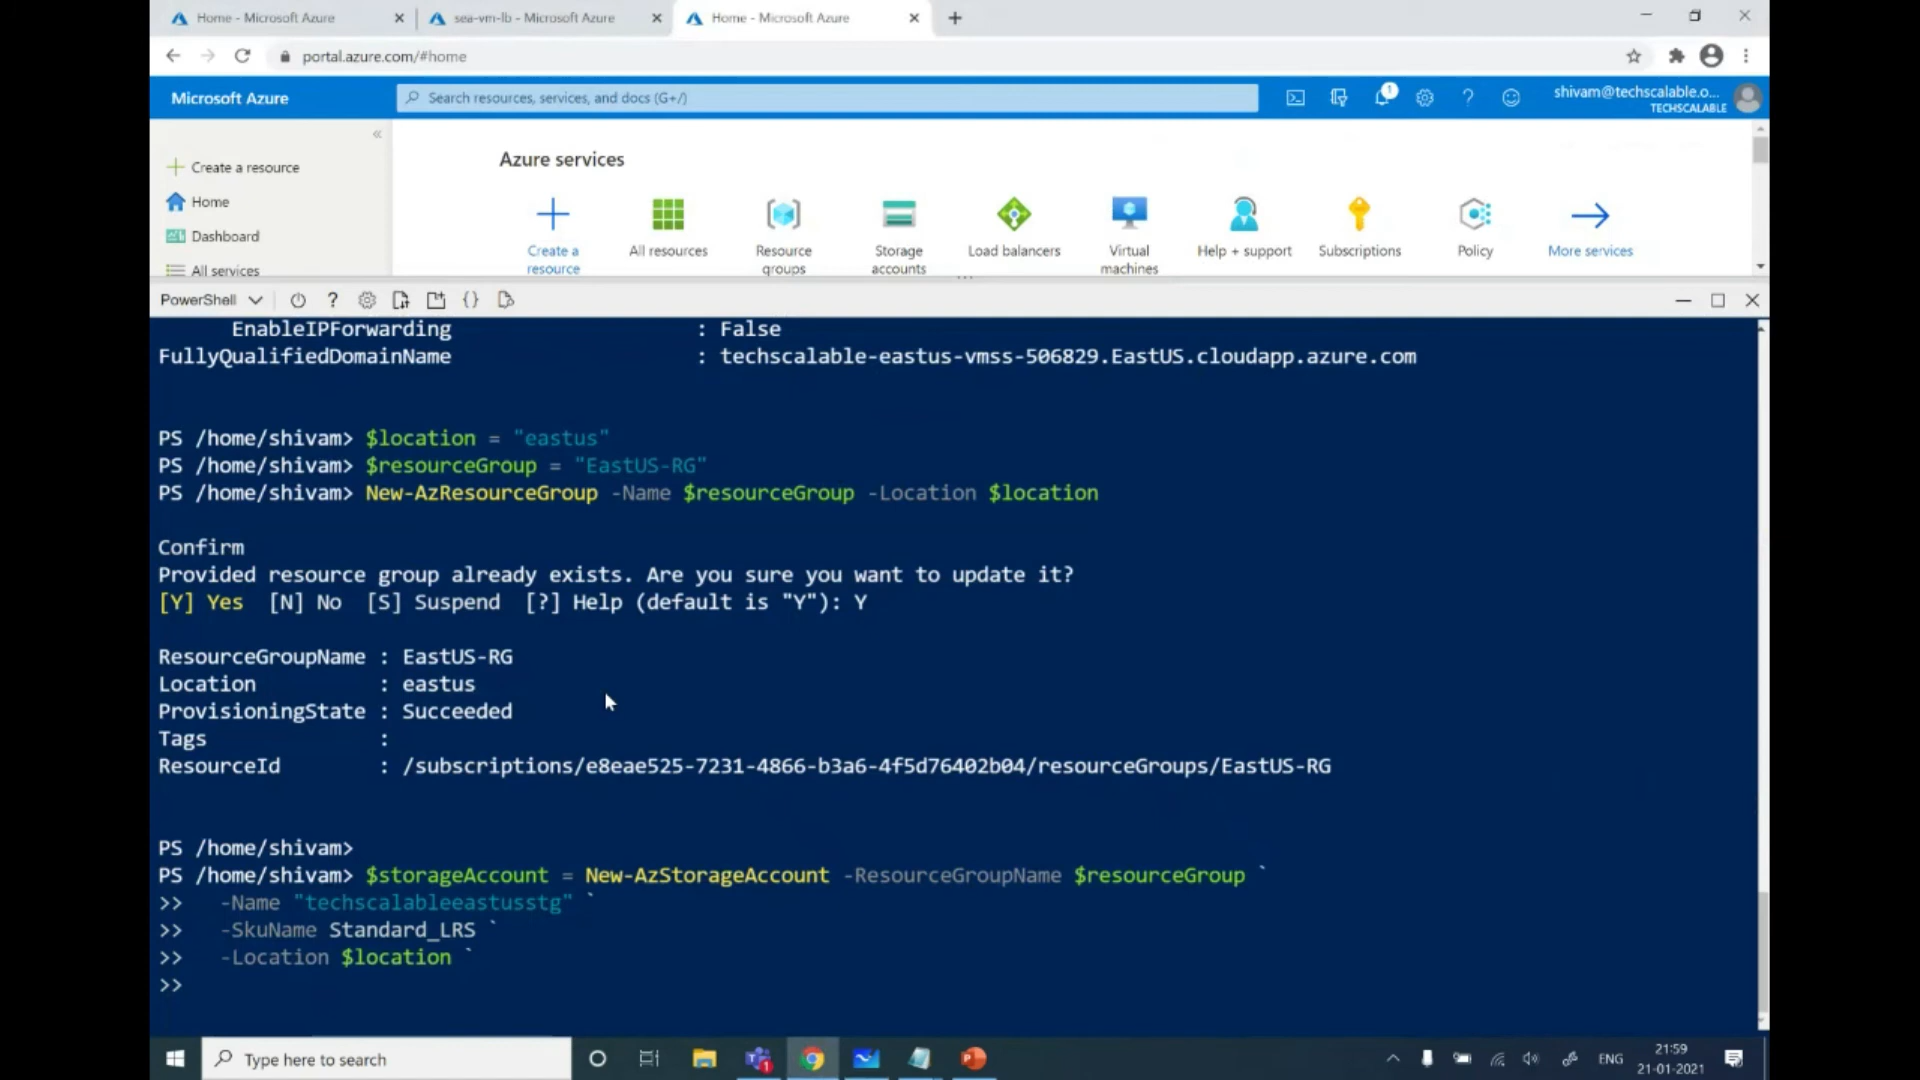 Home - Microsoft Azure
sea-vm-lb - Microsoft Azure
Home - Microsoft Azure
portal.azure.com/#home
Microsoft Azure
Search resources, services, and docs (G+/)
1
shivam@techscalable.o...
TECHSCALABLE
Create a resource
Home
Dashboard
All services
Azure services
Create a resource
All resources
Resource groups
Storage accounts
Load balancers
Virtual machines
Help + support
Subscriptions
Policy
More services
PowerShell
EnableIPForwarding : False
FullyQualifiedDomainName : techscalable-eastus-vmss-506829.EastUS.cloudapp.azure.com
PS /home/shivam> $location = "eastus"
PS /home/shivam> $resourceGroup = "EastUS-RG"
PS /home/shivam> New-AzResourceGroup -Name $resourceGroup -Location $location
Confirm
Provided resource group already exists. Are you sure you want to update it?
[Y] Yes [N] No [S] Suspend [?] Help (default is "Y"): Y
ResourceGroupName : EastUS-RG
Location : eastus
ProvisioningState : Succeeded
Tags :
ResourceId : /subscriptions/e8eae525-7231-4866-b3a6-4f5d76402b04/resourceGroups/EastUS-RG
PS /home/shivam>
PS /home/shivam> $storageAccount = New-AzStorageAccount -ResourceGroupName $resourceGroup `
>> -Name "techscalableeastusstg" `
>> -SkuName Standard_LRS `
>> -Location $location `
>>
Type here to search
ENG
21:59
21-01-2021